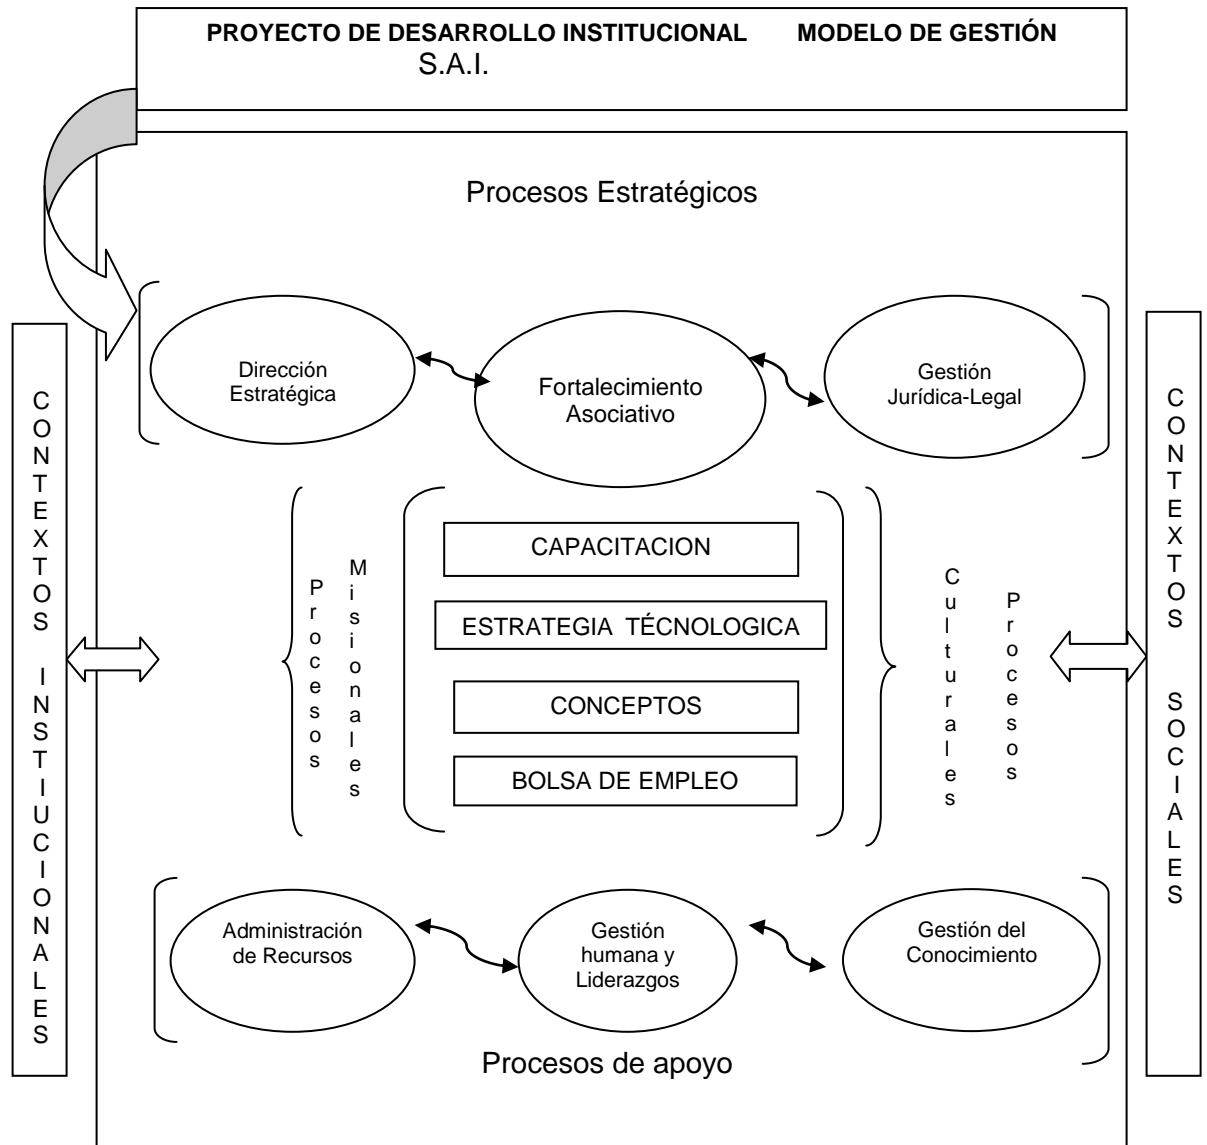 PROYECTO DE DESARROLLO INSTITUCIONAL MODELO DE GESTIÓN
S.A.I.
Procesos Estratégicos
Dirección
Estratégica
Fortalecimiento
Asociativo
Gestión
Jurídica-Legal
CONTEXTOS INSTIUCIONALES
Procesos
Misionales
CAPACITACION
ESTRATEGIA TÉCNOLOGICA
CONCEPTOS
BOLSA DE EMPLEO
Culturales
Procesos
CONTEXTOS SOCIALES
Administración
de Recursos
Gestión
humana y
Liderazgos
Gestión del
Conocimiento
Procesos de apoyo